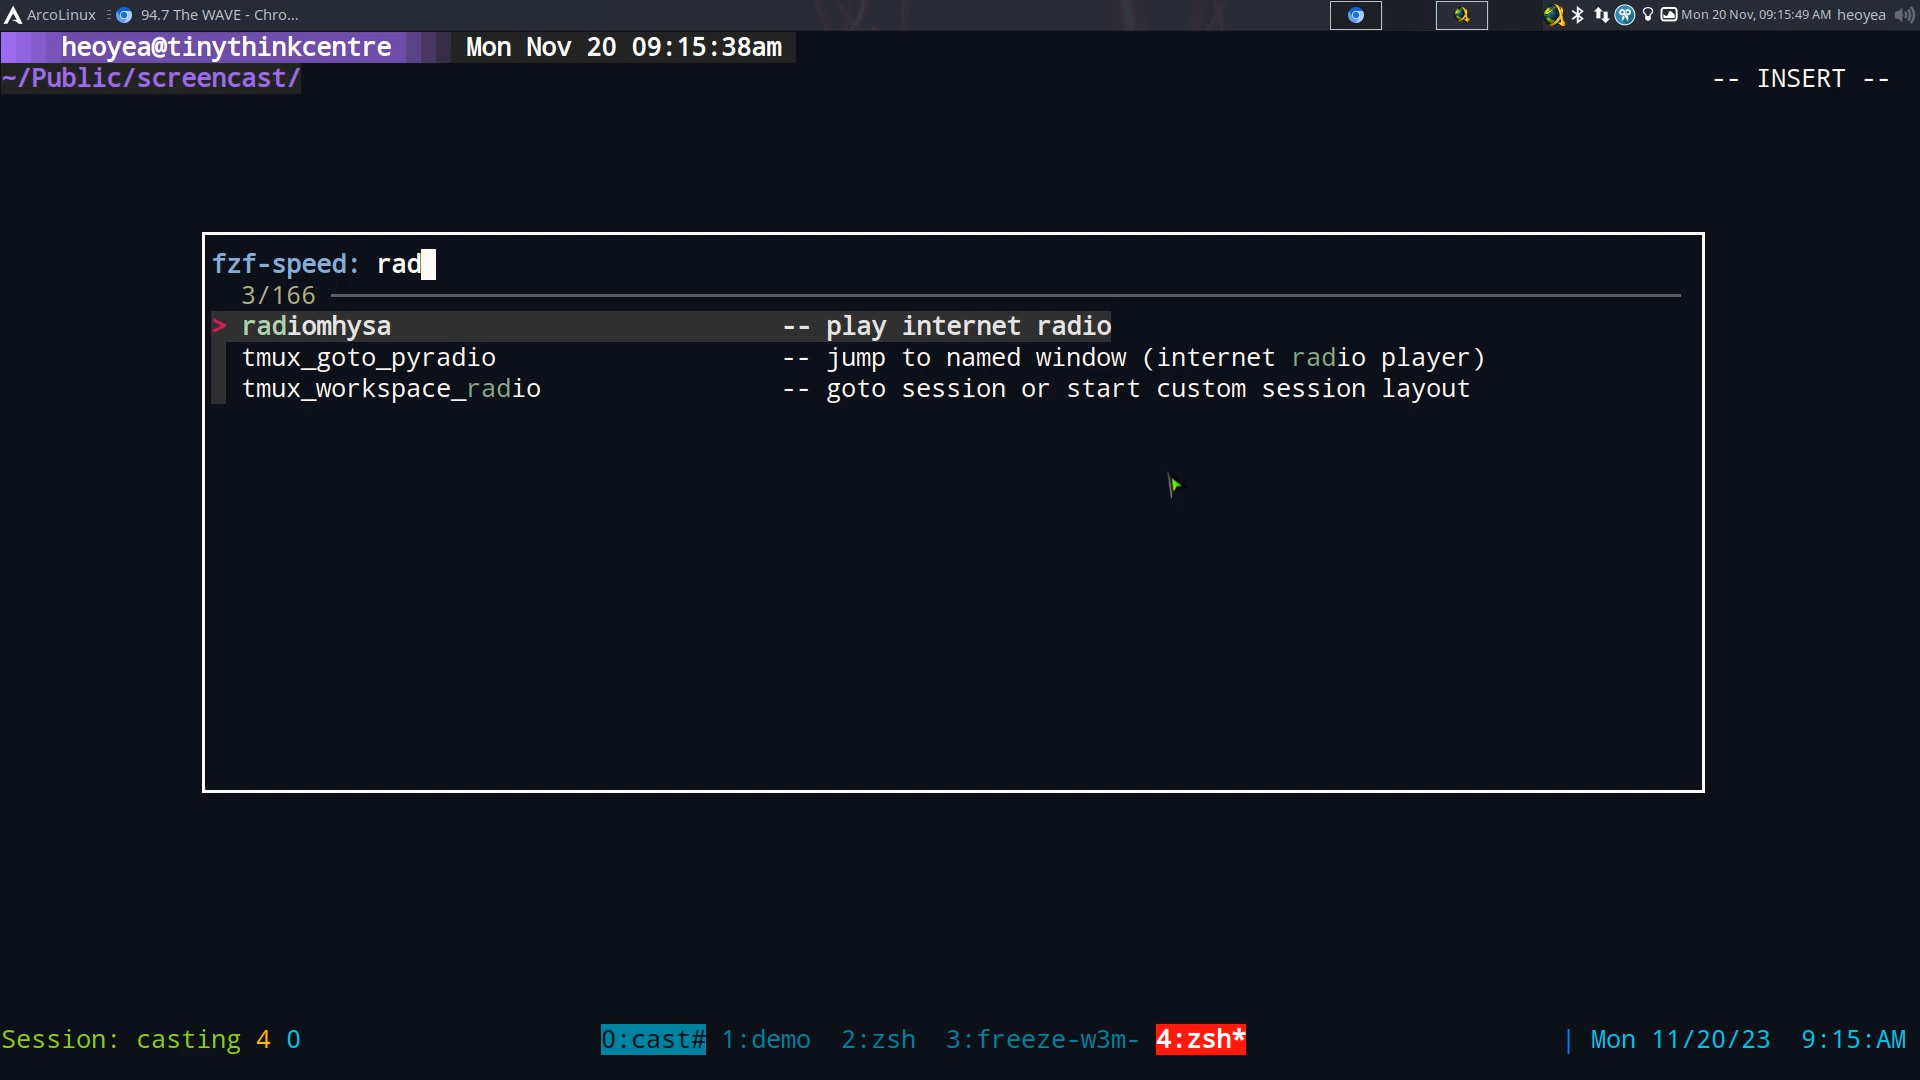 ArcoLinux 94.7 The WAVE - Chro... Mon 20 Nov, 09:15:49 AM heoyea
heoyea@tinythinkcentre Mon Nov 20 09:15:38am
~/Public/screencast/ -- INSERT --
fzf-speed: rad
3/166
> radiomhysa -- play internet radio
tmux_goto_pyradio -- jump to named window (internet radio player)
tmux_workspace_radio -- goto session or start custom session layout
Session: casting 4 0 0:cast# 1:demo 2:zsh 3:freeze-w3m- 4:zsh* | Mon 11/20/23 9:15:AM